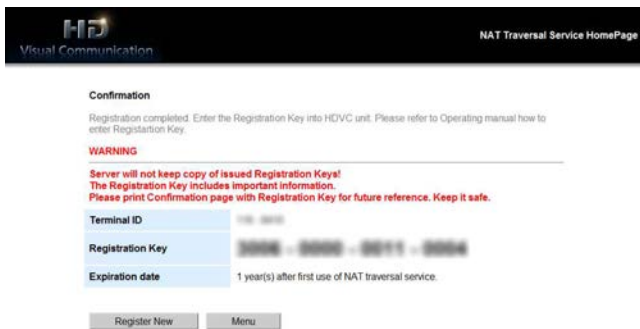 HD
Visual Communication
NAT Traversal Service HomePage
Confirmation
Registration completed. Enter the Registration Key into HDVC unit. Please refer to Operating manual how to
enter Registartion Key.
WARNING
Server will not keep copy of issued Registration Keys!
The Registration Key includes important information.
Please print Confirmation page with Registration Key for future reference. Keep it safe.
Terminal ID
Registration Key
Expiration date 1 year(s) after first use of NAT traversal service.
Register New Menu